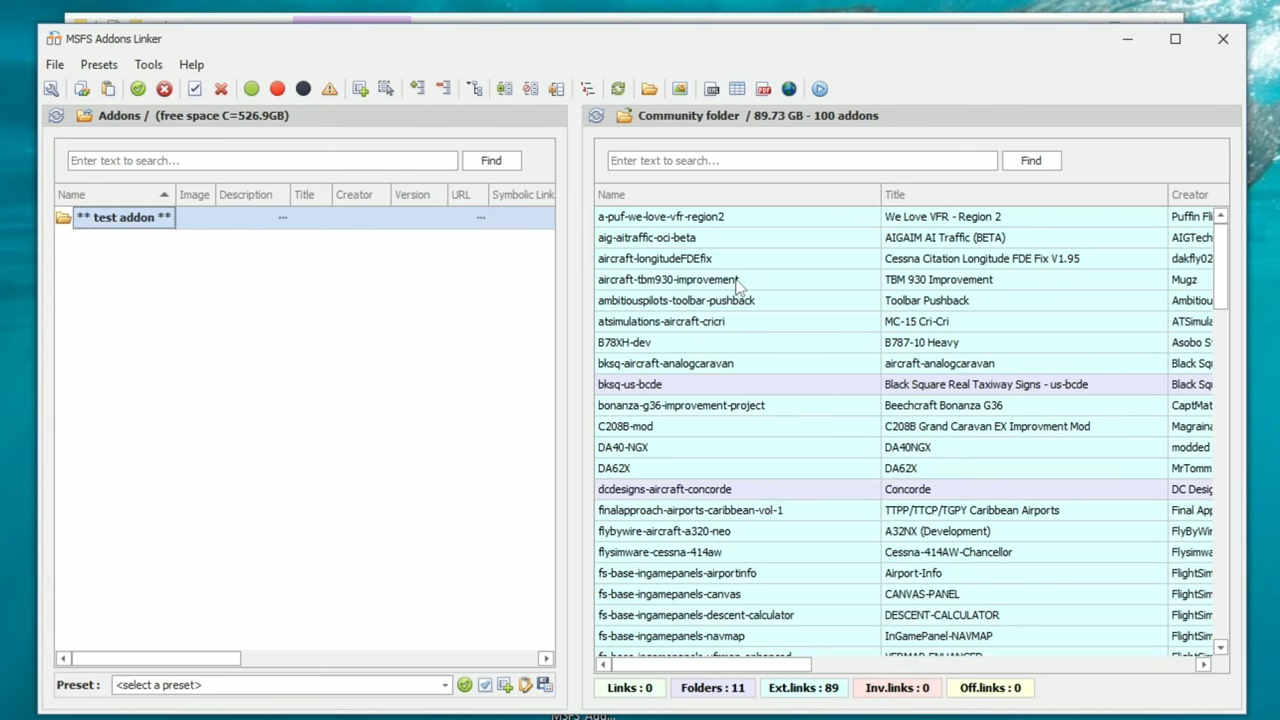 MSFS Addons Linker
File Presets Tools Help
Addons / (free space C=526.9GB)
Enter text to search... Find
Name Image Description Title Creator Version URL Symbolic Link
** test addon ** ... ...
Preset : <select a preset>
Community folder / 89.73 GB - 100 addons
Enter text to search... Find
Name Title Creator
a-puf-we-love-vfr-region2 We Love VFR - Region 2 Puffin Fli
aig-aitraffic-oci-beta AIGAIM AI Traffic (BETA) AIGTech
aircraft-longitudeFDEfix Cessna Citation Longitude FDE Fix V1.95 dakfly02
aircraft-tbm930-improvement TBM 930 Improvement Mugz
ambitiouspilots-toolbar-pushback Toolbar Pushback Ambitiou
atsimulations-aircraft-cricri MC-15 Cri-Cri ATSimula
B78XH-dev B787-10 Heavy Asobo S
bksq-aircraft-analogcaravan aircraft-analogcaravan Black Squ
bksq-us-bcde Black Square Real Taxiway Signs - us-bcde Black Squ
bonanza-g36-improvement-project Beechcraft Bonanza G36 CaptMat
C208B-mod C208B Grand Caravan EX Improvment Mod Magraina
DA40-NGX DA40NGX modded
DA62X DA62X MrTomm
dcdesigns-aircraft-concorde Concorde DC Desig
finalapproach-airports-caribbean-vol-1 TTPP/TTCP/TGPY Caribbean Airports Final App
flybywire-aircraft-a320-neo A32NX (Development) FlyByWir
flysimware-cessna-414aw Cessna-414AW-Chancellor Flysimwa
fs-base-ingamepanels-airportinfo Airport-Info FlightSim
fs-base-ingamepanels-canvas CANVAS-PANEL FlightSim
fs-base-ingamepanels-descent-calculator DESCENT-CALCULATOR FlightSim
fs-base-ingamepanels-navmap InGamePanel-NAVMAP FlightSim
Links : 0 Folders : 11 Ext.links : 89 Inv.links : 0 Off.links : 0